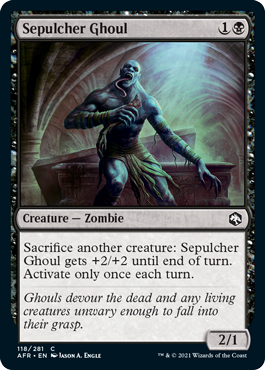 Sepulcher Ghoul 1
Creature — Zombie
Sacrifice another creature: Sepulcher
Ghoul gets +2/+2 until end of turn.
Activate only once each turn.
Ghouls devour the dead and any living
creatures unwary enough to fall into
their grasp.
2/1
118/281 C
AFR • EN Jason A. Engle ™ & © 2021 Wizards of the Coast